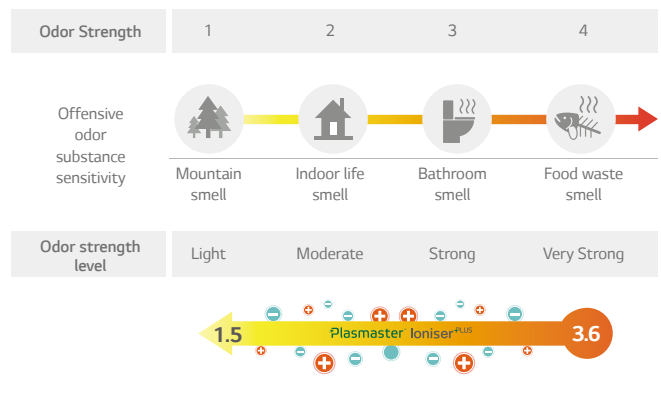 Odor Strength 1 2 3 4
Offensive
odor
substance
sensitivity
Mountain
smell
Indoor life
smell
Bathroom
smell
Food waste
smell
Odor strength
level
Light Moderate Strong Very Strong
1.5 Plasmaster Ioniser PLUS 3.6